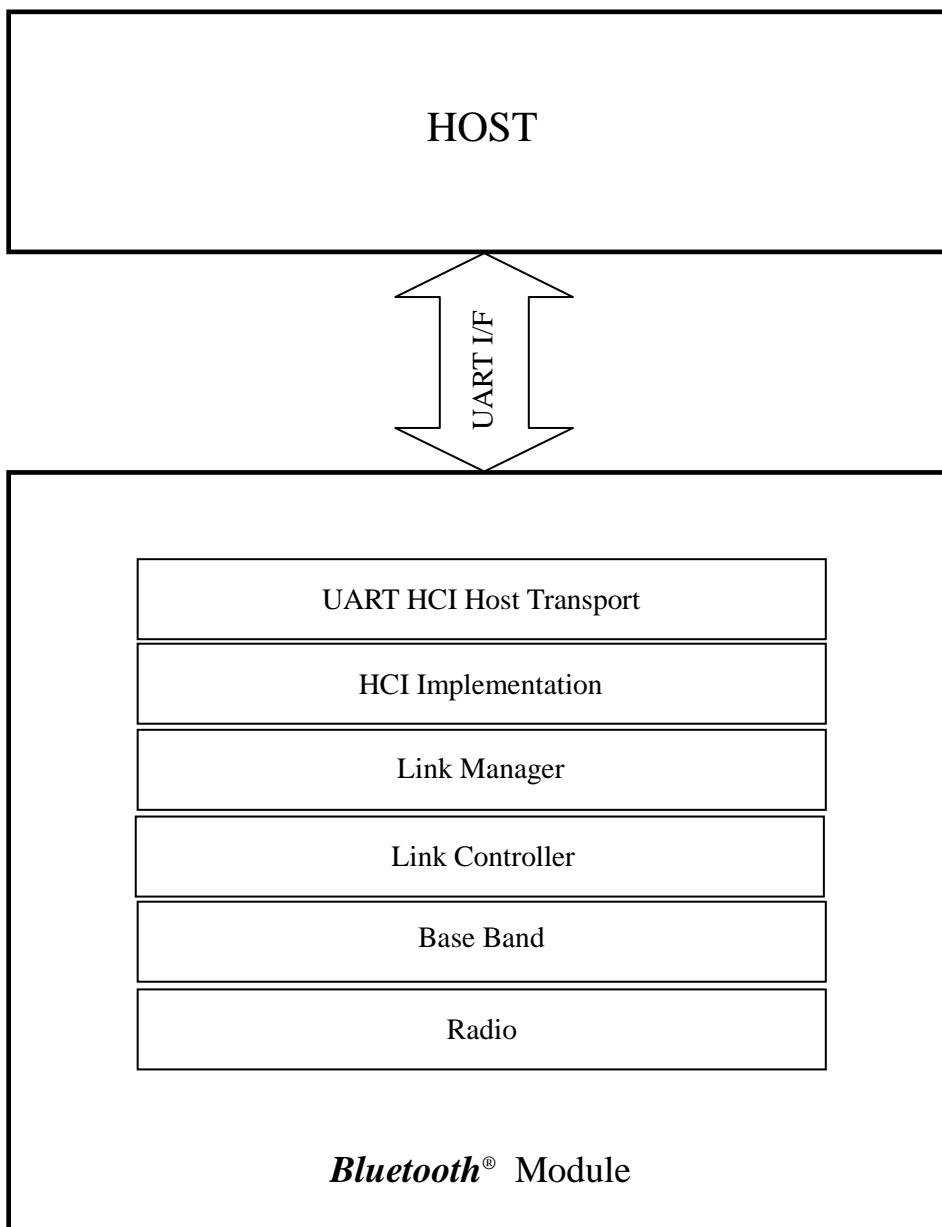 HOST
UART I/F
UART HCI Host Transport
HCI Implementation
Link Manager
Link Controller
Base Band
Radio
Bluetooth® Module